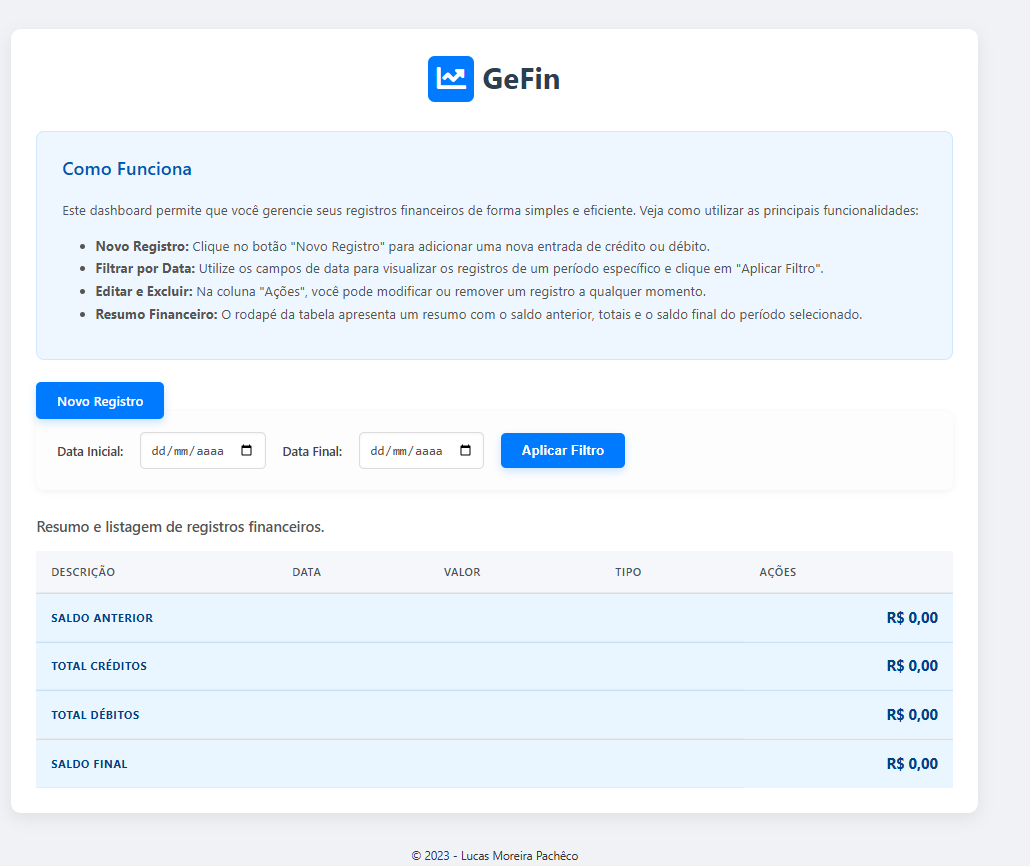 GeFin
Como Funciona
Este dashboard permite que você gerencie seus registros financeiros de forma simples e eficiente. Veja como utilizar as principais funcionalidades:
• Novo Registro: Clique no botão "Novo Registro" para adicionar uma nova entrada de crédito ou débito.
• Filtrar por Data: Utilize os campos de data para visualizar os registros de um período específico e clique em "Aplicar Filtro".
• Editar e Excluir: Na coluna "Ações", você pode modificar ou remover um registro a qualquer momento.
• Resumo Financeiro: O rodapé da tabela apresenta um resumo com o saldo anterior, totais e o saldo final do período selecionado.
Novo Registro
Data Inicial: dd/mm/aaaa Data Final: dd/mm/aaaa Aplicar Filtro
Resumo e listagem de registros financeiros.
DESCRIÇÃO DATA VALOR TIPO AÇÕES
SALDO ANTERIOR R$ 0,00
TOTAL CRÉDITOS R$ 0,00
TOTAL DÉBITOS R$ 0,00
SALDO FINAL R$ 0,00
© 2023 - Lucas Moreira Pachêco